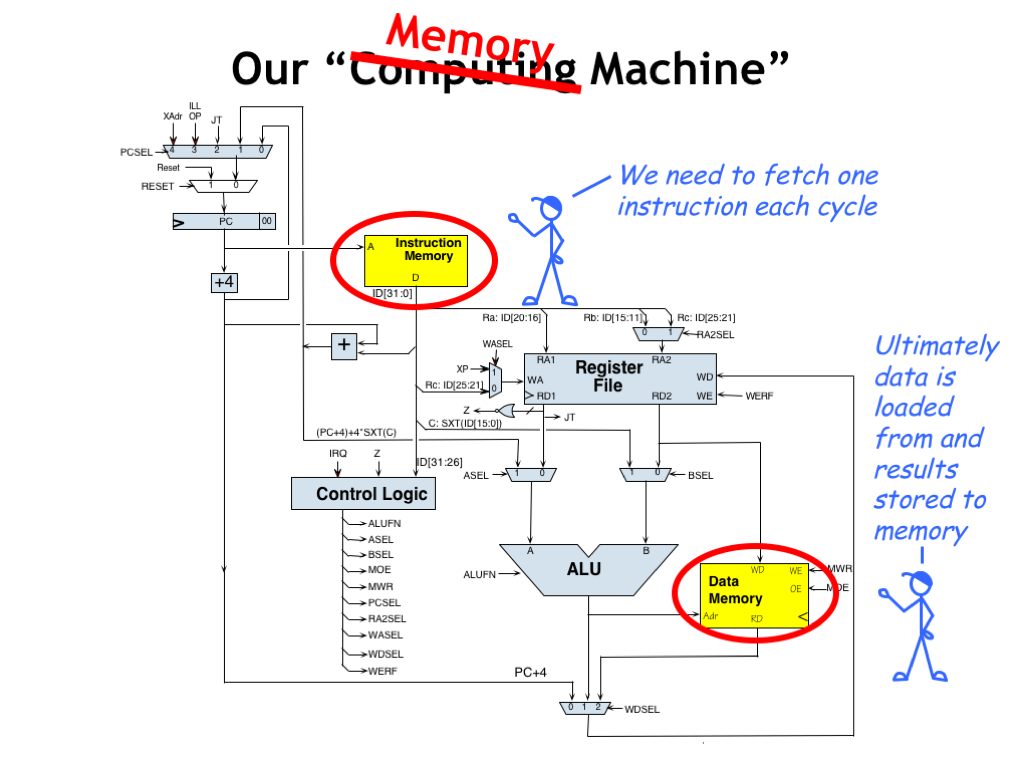 Memory
Our “Computing Machine”
XAdr
ILL
OP
JT
PCSEL
4 3 2 1 0
Reset
RESET
1 0
PC
00
+4
A
Instruction
Memory
D
ID[31:0]
We need to fetch one
instruction each cycle
Ra: ID[20:16]
Rb: ID[15:11]
Rc: ID[25:21]
0 1
RA2SEL
+
WASEL
XP
1
0
Rc: ID[25:21]
RA1
RA2
Register
File
WA
WD
RD1
RD2
WE
WERF
Z
JT
C: SXT(ID[15:0])
(PC+4)+4*SXT(C)
IRQ
Z
ID[31:26]
ASEL
1 0
1 0
BSEL
Control Logic
ALUFN
ASEL
BSEL
MOE
MWR
PCSEL
RA2SEL
WASEL
WDSEL
WERF
A
B
ALU
ALUFN
WD
WE
MWR
Data
Memory
OE
MOE
Adr
RD
PC+4
0 1 2
WDSEL
Ultimately
data is
loaded
from and
results
stored to
memory